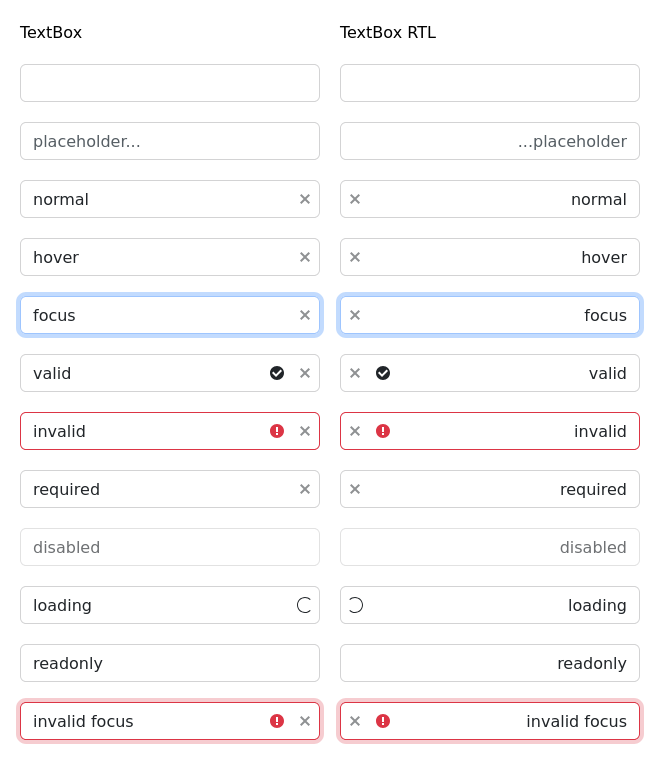 TextBox
TextBox RTL
placeholder...
...placeholder
normal
normal
hover
hover
focus
focus
valid
valid
invalid
invalid
required
required
disabled
disabled
loading
loading
readonly
readonly
invalid focus
invalid focus